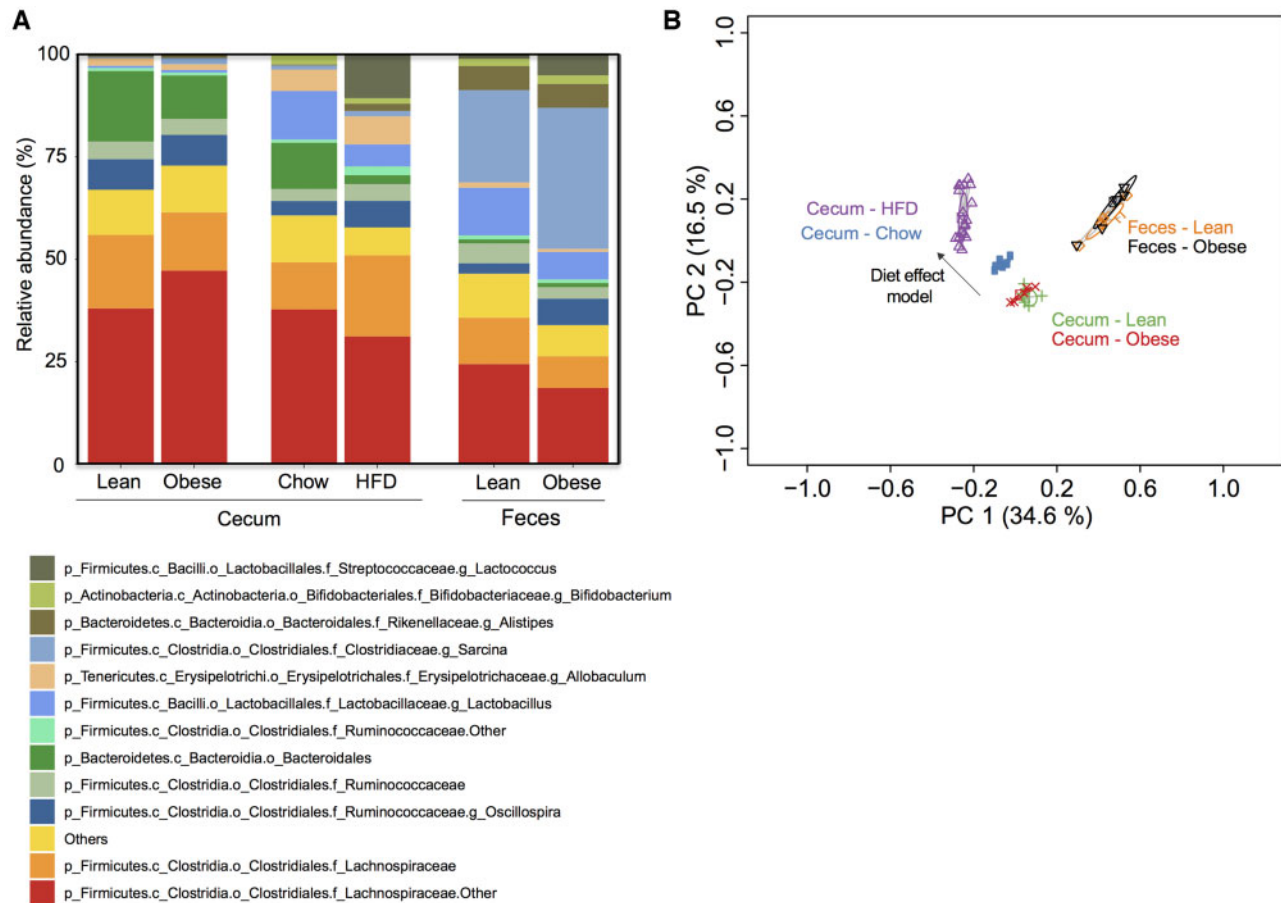 A
Relative abundance (%)
100
75
50
25
0
Lean
Obese
Chow
HFD
Lean
Obese
Cecum
Feces
p_Firmicutes.c_Bacilli.o_Lactobacillales.f_Streptococcaceae.g_Lactococcus
p_Actinobacteria.c_Actinobacteria.o_Bifidobacteriales.f_Bifidobacteriaceae.g_Bifidobacterium
p_Bacteroidetes.c_Bacteroidia.o_Bacteroidales.f_Rikenellaceae.g_Alistipes
p_Firmicutes.c_Clostridia.o_Clostridiales.f_Clostridiaceae.g_Sarcina
p_Tenericutes.c_Erysipelotrichi.o_Erysipelotrichales.f_Erysipelotrichaceae.g_Allobaculum
p_Firmicutes.c_Bacilli.o_Lactobacillales.f_Lactobacillaceae.g_Lactobacillus
p_Firmicutes.c_Clostridia.o_Clostridiales.f_Ruminococcaceae.Other
p_Bacteroidetes.c_Bacteroidia.o_Bacteroidales
p_Firmicutes.c_Clostridia.o_Clostridiales.f_Ruminococcaceae
p_Firmicutes.c_Clostridia.o_Clostridiales.f_Ruminococcaceae.g_Oscillospira
Others
p_Firmicutes.c_Clostridia.o_Clostridiales.f_Lachnospiraceae
p_Firmicutes.c_Clostridia.o_Clostridiales.f_Lachnospiraceae.Other
B
PC 2 (16.5 %)
1.0
0.6
0.2
−0.2
−0.6
−1.0
Cecum - HFD
Cecum - Chow
Diet effect
model
Feces - Lean
Feces - Obese
Cecum - Lean
Cecum - Obese
−1.0
−0.6
−0.2
0.2
0.6
1.0
PC 1 (34.6 %)